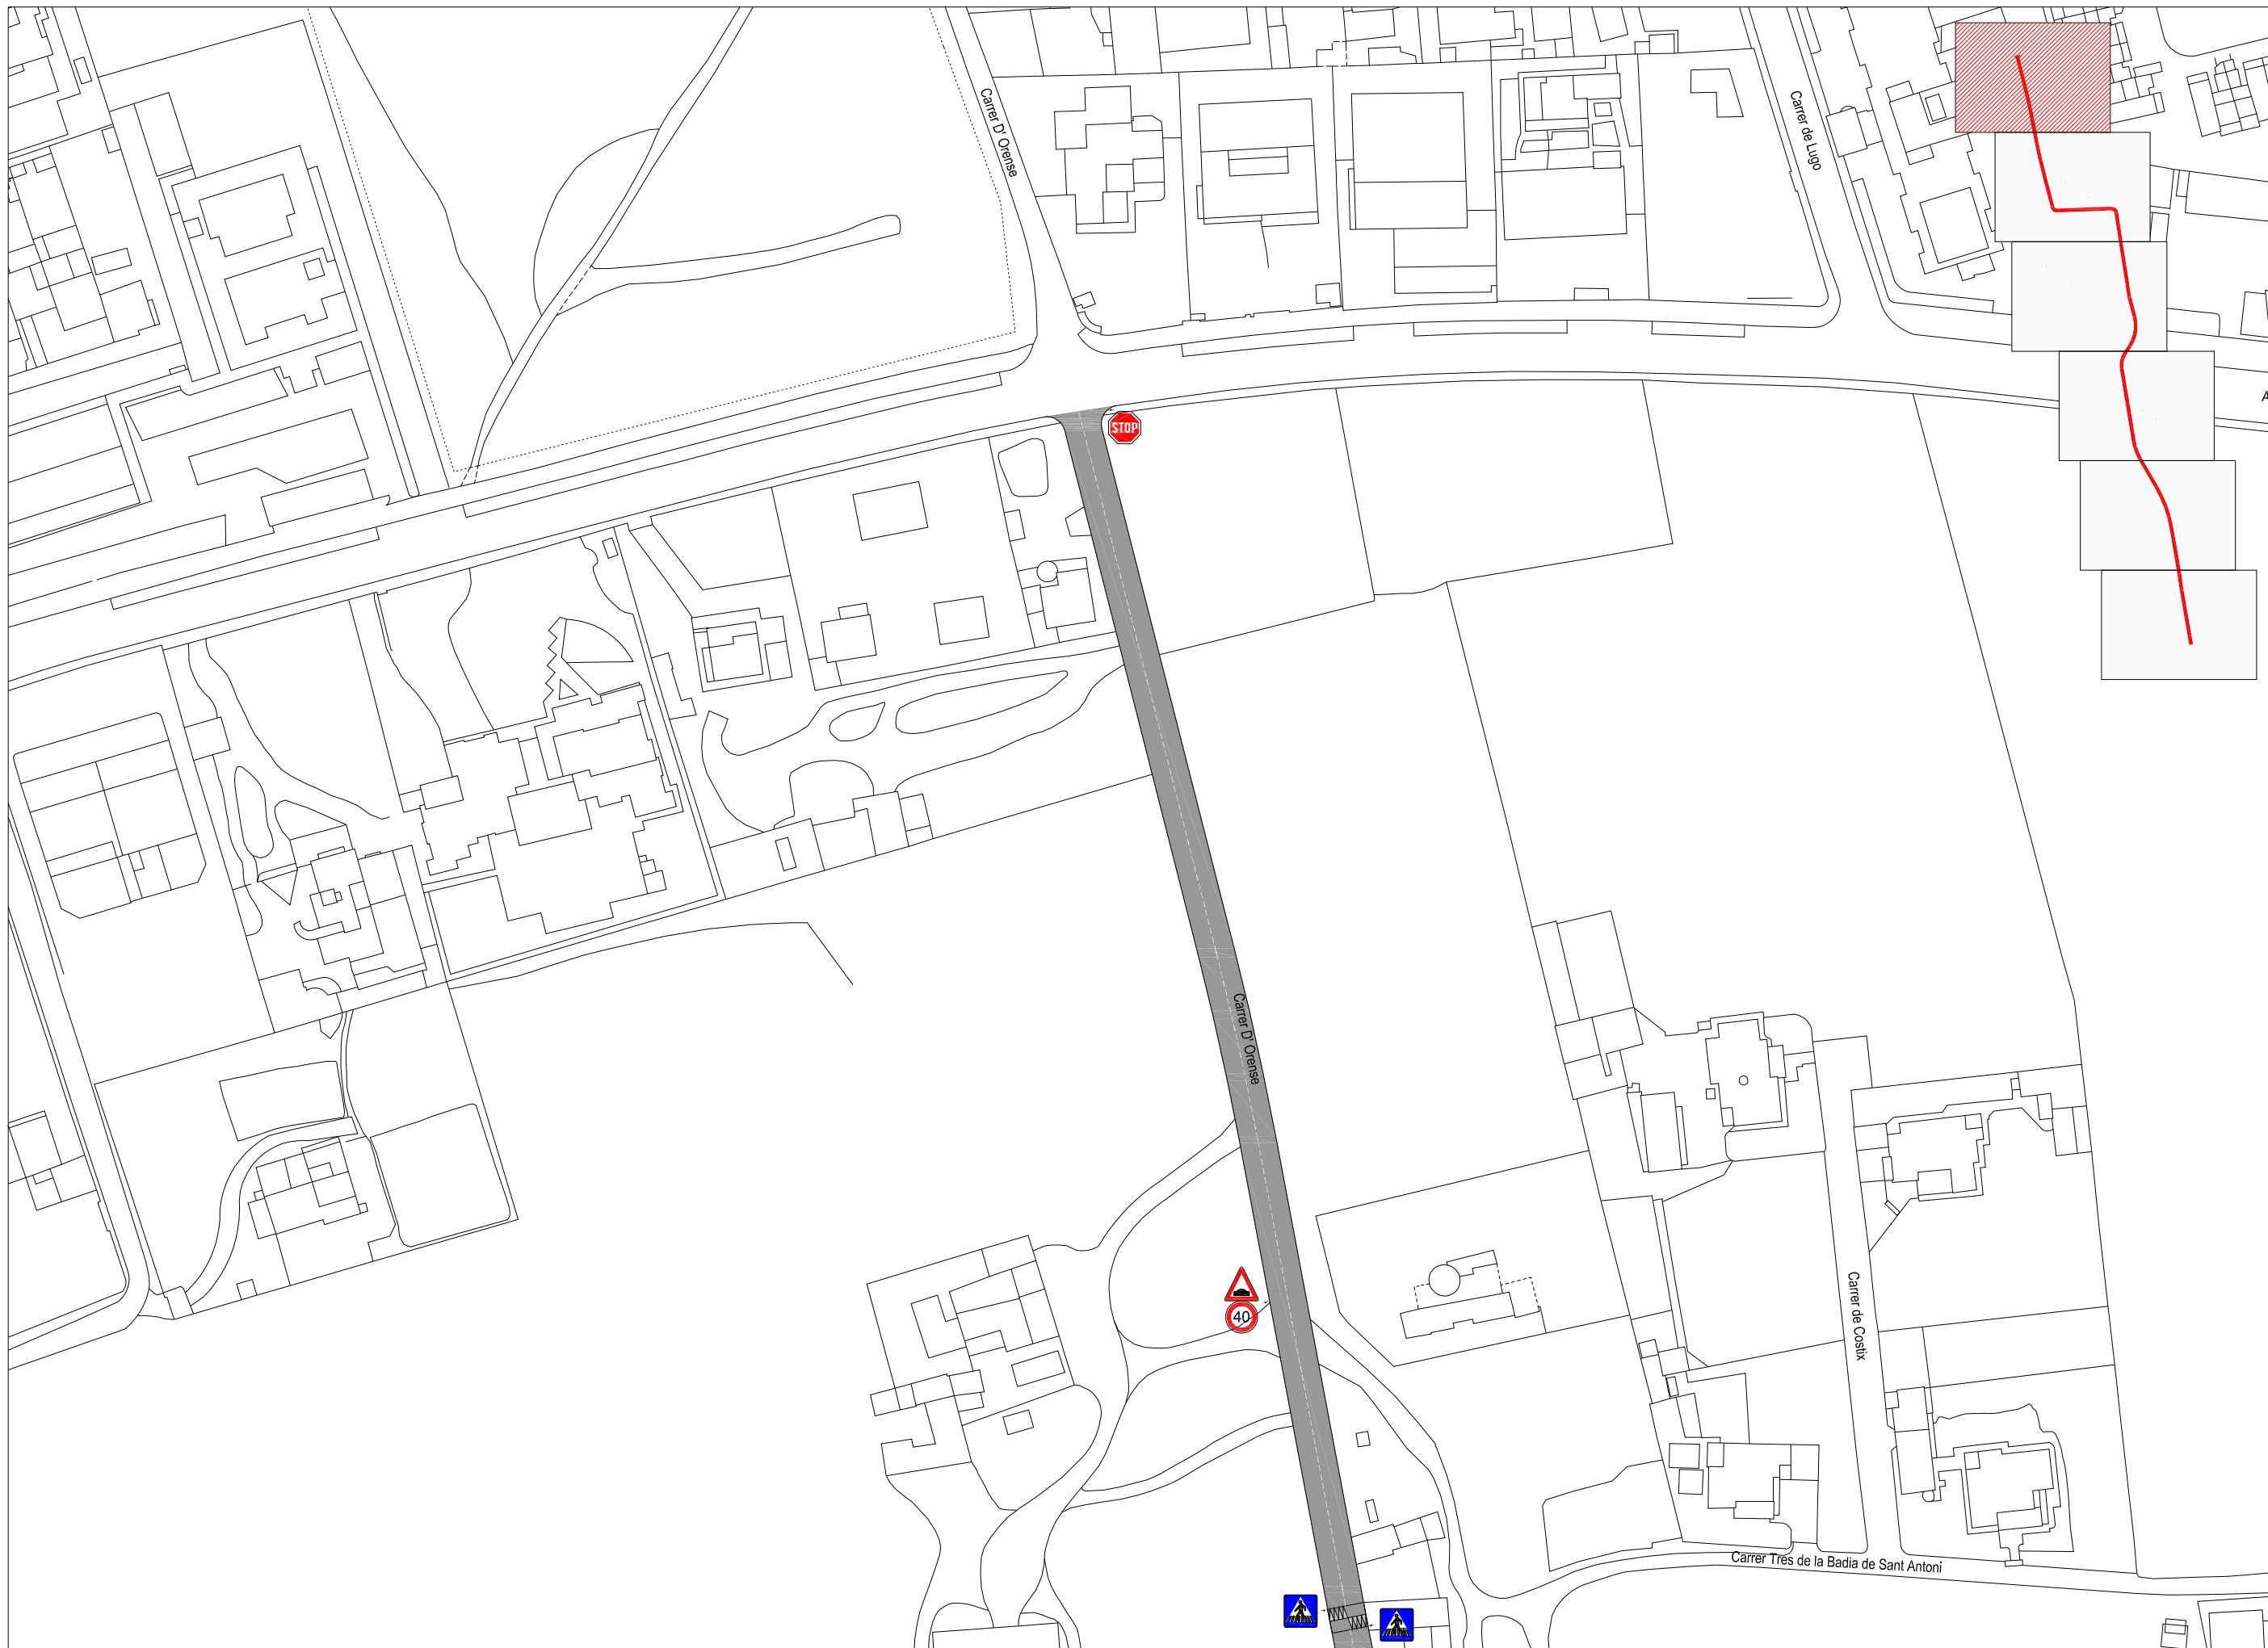 Carrer D' Orense
Carrer de Lugo
A
STOP
Carrer D' Orense
40
Carrer de Costix
Carrer Tres de la Badia de Sant Antoni